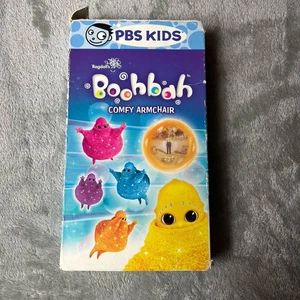 PBS KIDS
Ragdoll's
Boohbah
COMFY ARMCHAIR